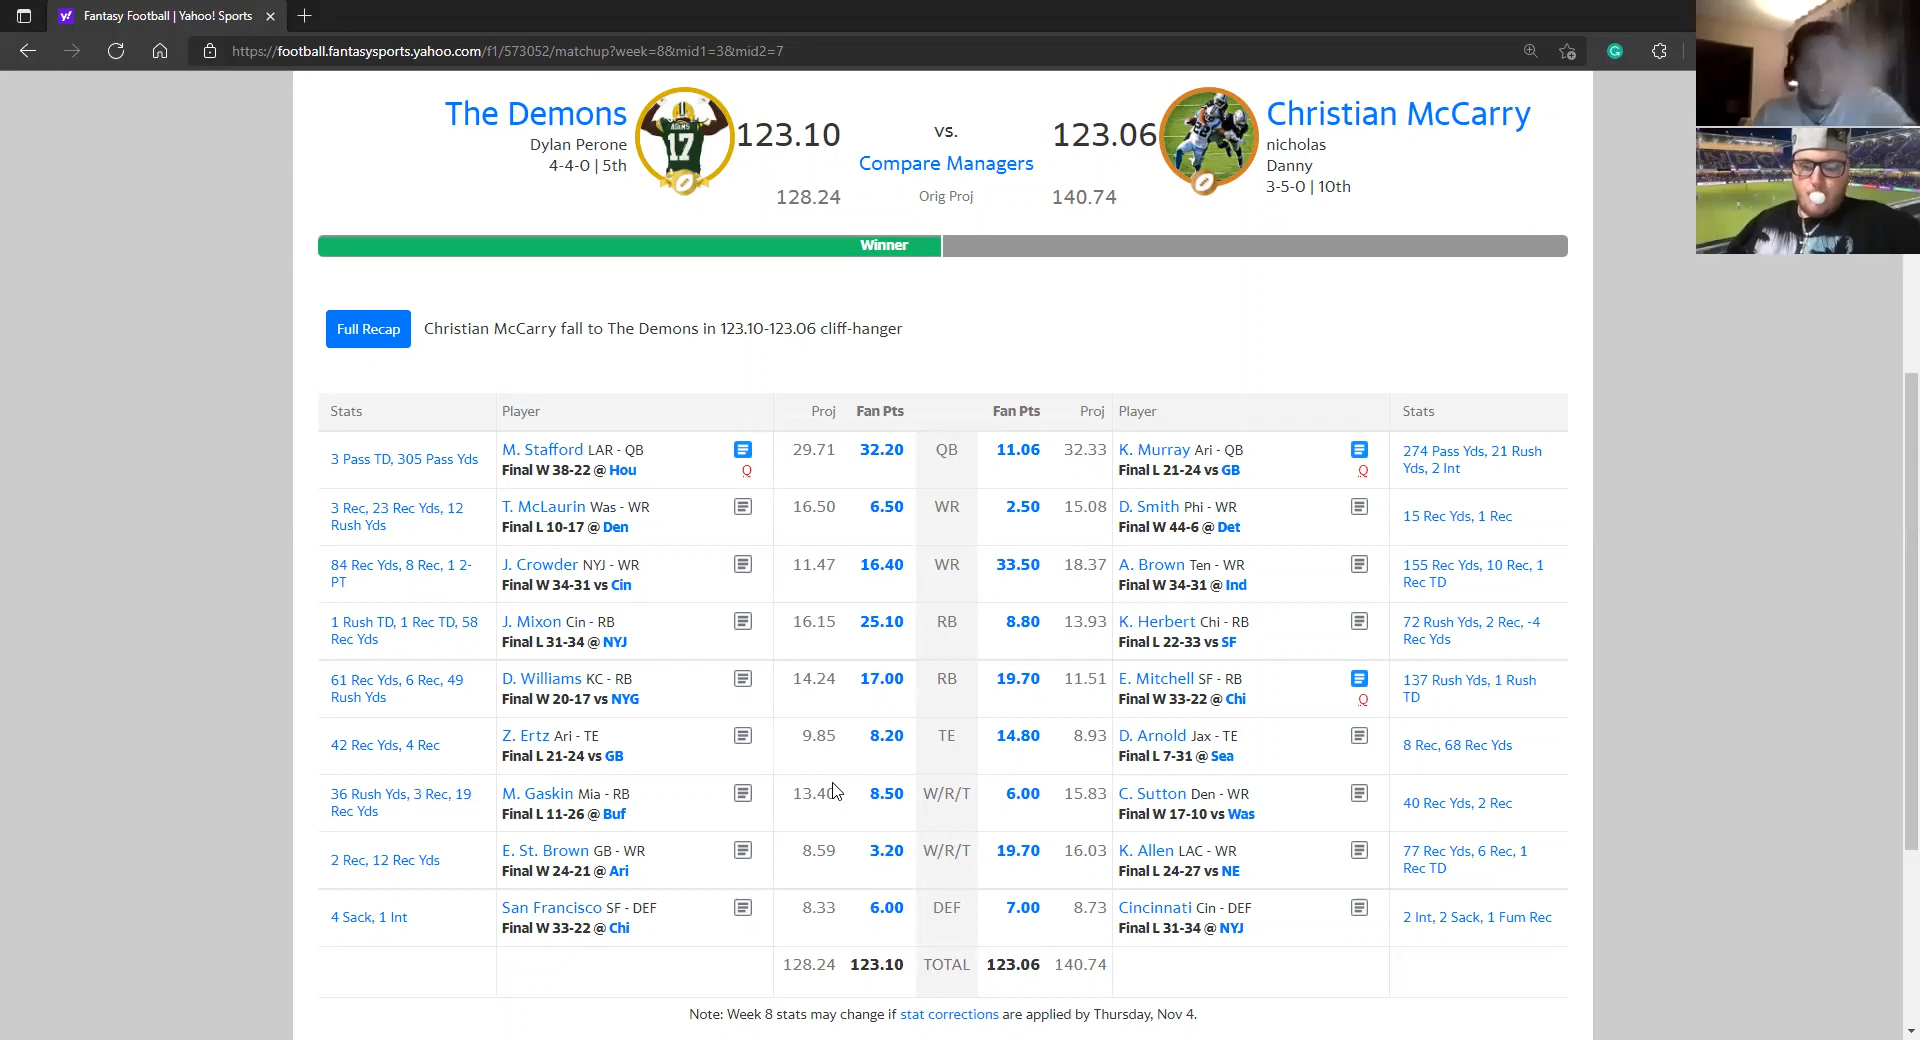 Fantasy Football | Yahoo! Sports
https://football.fantasysports.yahoo.com/f1/573052/matchup?week=8&mid1=3&mid2=7
The Demons
Dylan Perone
4-4-0 | 5th
ADAMS
17
123.10
128.24
vs.
Compare Managers
Orig Proj
123.06
140.74
Christian McCarry
nicholas
Danny
3-5-0 | 10th
Winner
Full Recap Christian McCarry fall to The Demons in 123.10-123.06 cliff-hanger
Stats Player Proj Fan Pts Fan Pts Proj Player Stats
3 Pass TD, 305 Pass Yds
M. Stafford LAR - QB
Final W 38-22 @ Hou
Q
29.71 32.20 QB 11.06 32.33
K. Murray Ari - QB
Final L 21-24 vs GB
Q
274 Pass Yds, 21 Rush
Yds, 2 Int
3 Rec, 23 Rec Yds, 12
Rush Yds
T. McLaurin Was - WR
Final L 10-17 @ Den
16.50 6.50 WR 2.50 15.08
D. Smith Phi - WR
Final W 44-6 @ Det
15 Rec Yds, 1 Rec
84 Rec Yds, 8 Rec, 1 2-
PT
J. Crowder NYJ - WR
Final W 34-31 vs Cin
11.47 16.40 WR 33.50 18.37
A. Brown Ten - WR
Final W 34-31 @ Ind
155 Rec Yds, 10 Rec, 1
Rec TD
1 Rush TD, 1 Rec TD, 58
Rec Yds
J. Mixon Cin - RB
Final L 31-34 @ NYJ
16.15 25.10 RB 8.80 13.93
K. Herbert Chi - RB
Final L 22-33 vs SF
72 Rush Yds, 2 Rec, -4
Rec Yds
61 Rec Yds, 6 Rec, 49
Rush Yds
D. Williams KC - RB
Final W 20-17 vs NYG
14.24 17.00 RB 19.70 11.51
E. Mitchell SF - RB
Final W 33-22 @ Chi
Q
137 Rush Yds, 1 Rush
TD
42 Rec Yds, 4 Rec
Z. Ertz Ari - TE
Final L 21-24 vs GB
9.85 8.20 TE 14.80 8.93
D. Arnold Jax - TE
Final L 7-31 @ Sea
8 Rec, 68 Rec Yds
36 Rush Yds, 3 Rec, 19
Rec Yds
M. Gaskin Mia - RB
Final L 11-26 @ Buf
13.40 8.50 W/R/T 6.00 15.83
C. Sutton Den - WR
Final W 17-10 vs Was
40 Rec Yds, 2 Rec
2 Rec, 12 Rec Yds
E. St. Brown GB - WR
Final W 24-21 @ Ari
8.59 3.20 W/R/T 19.70 16.03
K. Allen LAC - WR
Final L 24-27 vs NE
77 Rec Yds, 6 Rec, 1
Rec TD
4 Sack, 1 Int
San Francisco SF - DEF
Final W 33-22 @ Chi
8.33 6.00 DEF 7.00 8.73
Cincinnati Cin - DEF
Final L 31-34 @ NYJ
2 Int, 2 Sack, 1 Fum Rec
128.24 123.10 TOTAL 123.06 140.74
Note: Week 8 stats may change if stat corrections are applied by Thursday, Nov 4.